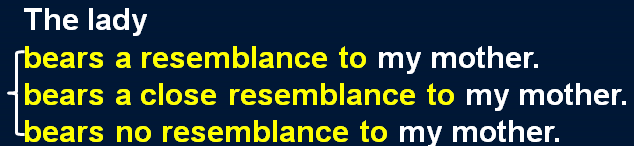 The lady
bears a resemblance to my mother.
bears a close resemblance to my mother.
bears no resemblance to my mother.